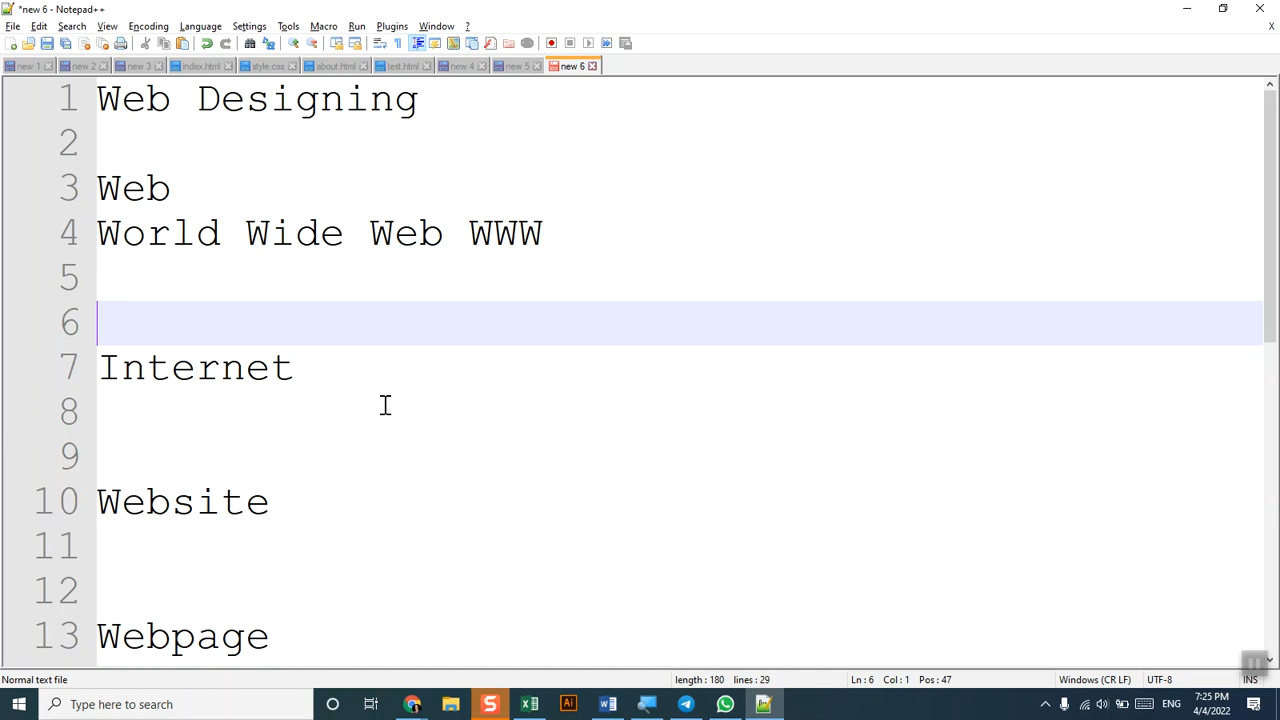 *new 6 - Notepad++
File Edit Search View Encoding Language Settings Tools Macro Run Plugins Window ?
X
new 1 new 2 new 3 index.html style.css about.html test.html new 4 new 5 new 6
1 Web Designing
2
3 Web
4 World Wide Web WWW
5
6
7 Internet
8
9
10 Website
11
12
13 Webpage
Normal text file length : 180 lines : 29 Ln : 6 Col : 1 Pos : 47 Windows (CR LF) UTF-8 INS
Type here to search ENG 7:25 PM
4/4/2022